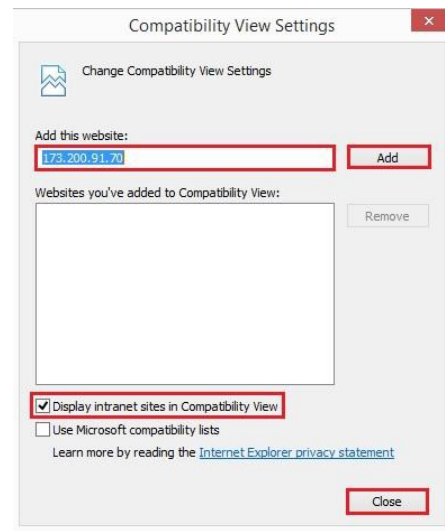 Compatibility View Settings
Change Compatibility View Settings
Add this website:
173.200.91.70
Add
Websites you've added to Compatibility View:
Remove
Display intranet sites in Compatibility View
Use Microsoft compatibility lists
Learn more by reading the Internet Explorer privacy statement
Close